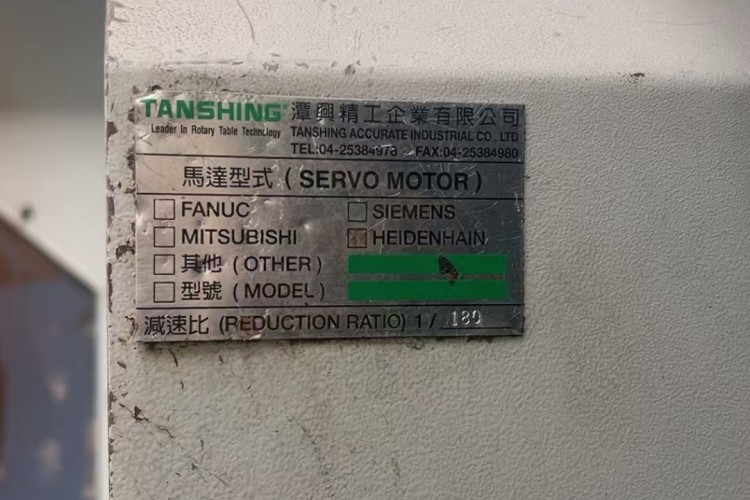 TANSHING® 潭興精工企業有限公司
Leader In Rotary Table Technology TANSHING ACCURATE INDUSTRIAL CO., LTD
TEL:04-25384978 FAX:04-25384980
馬達型式 ( SERVO MOTOR )
FANUC SIEMENS
MITSUBISHI HEIDENHAIN
其他 ( OTHER )
型號 ( MODEL )
減速比 (REDUCTION RATIO) 1 / 180